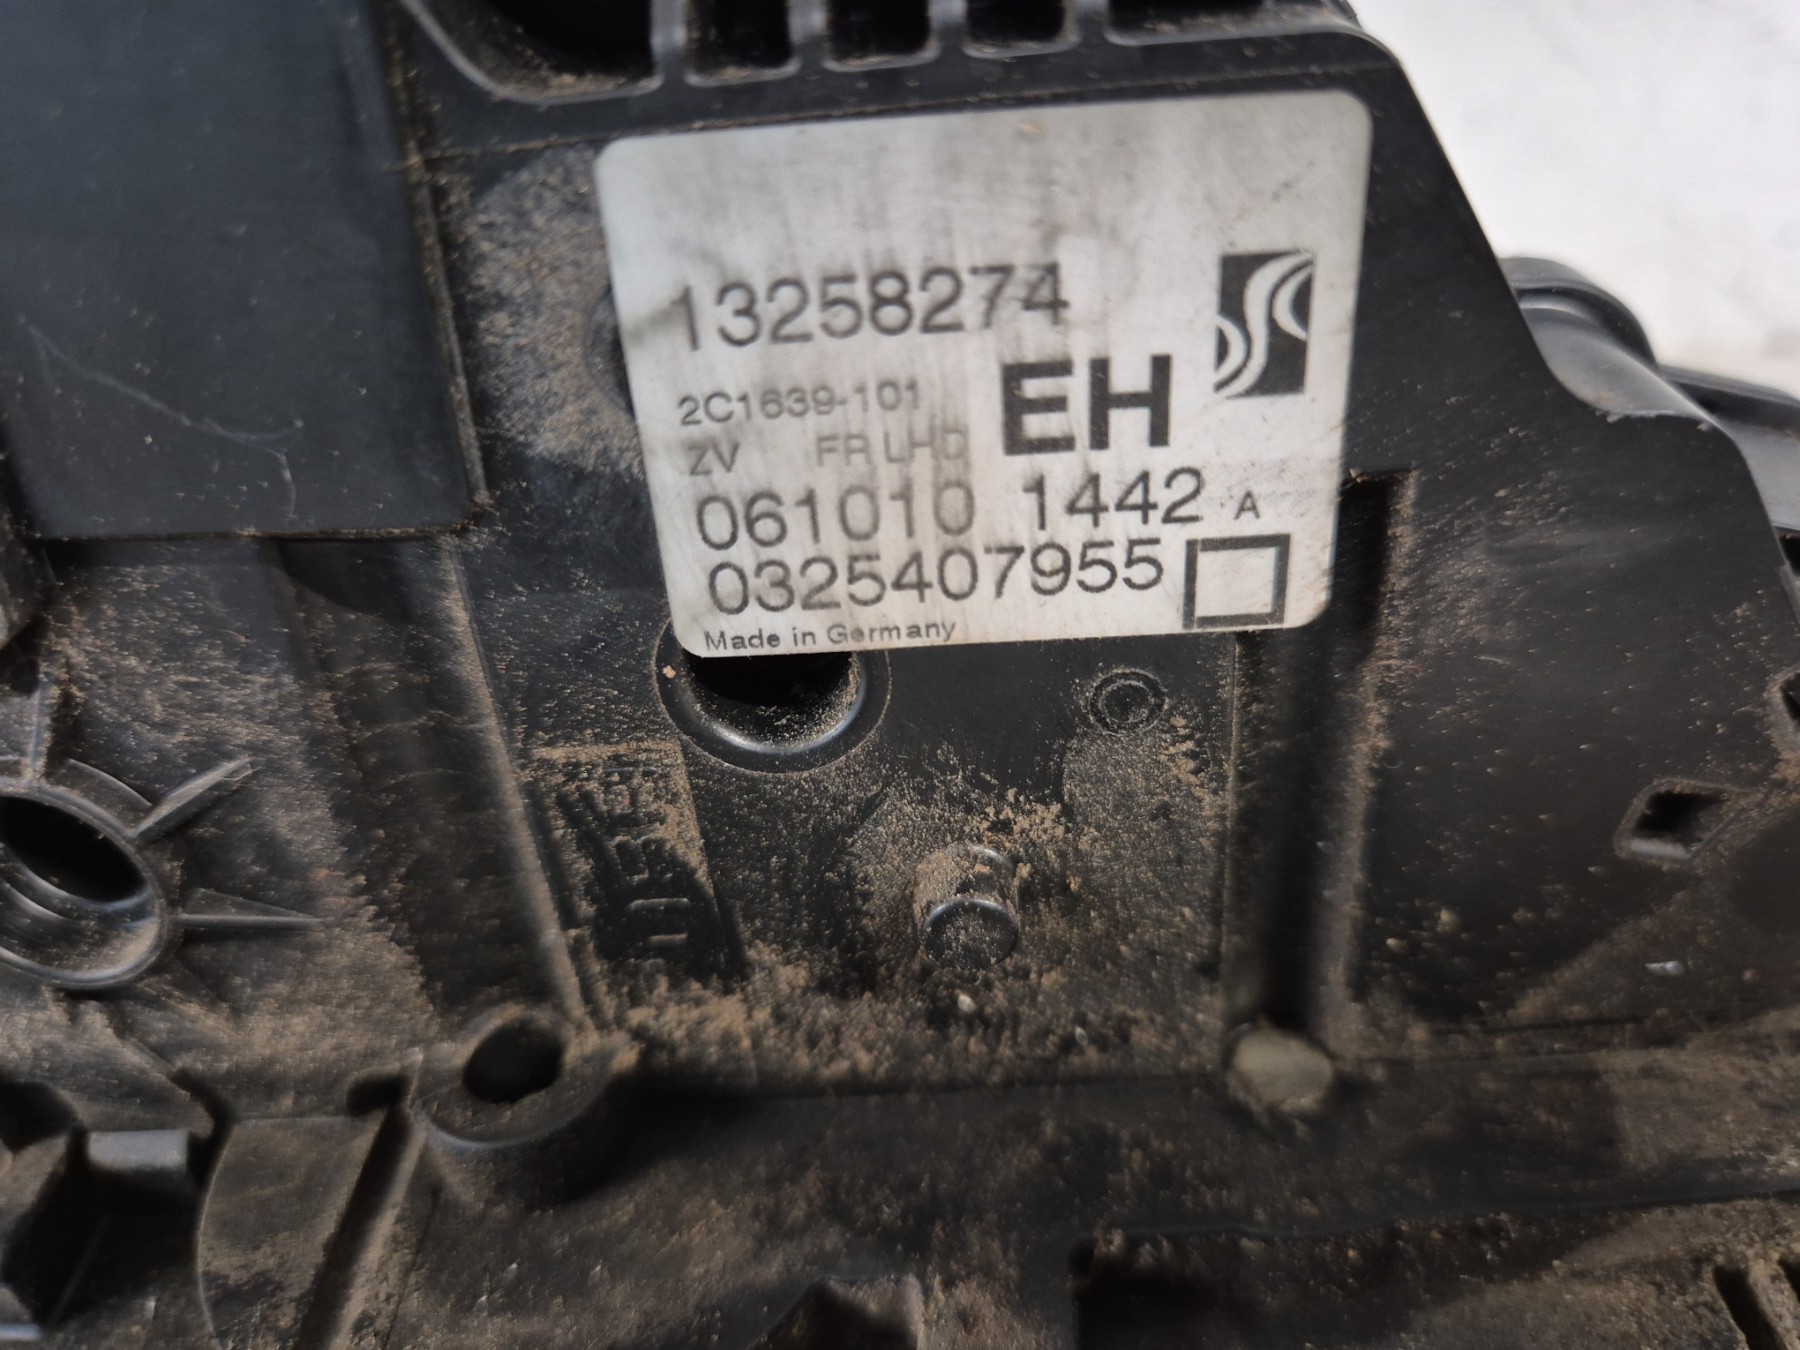 13258274
EH
2C1639-101
ZV FR LHD
061010 1442 A
0325407955
Made in Germany